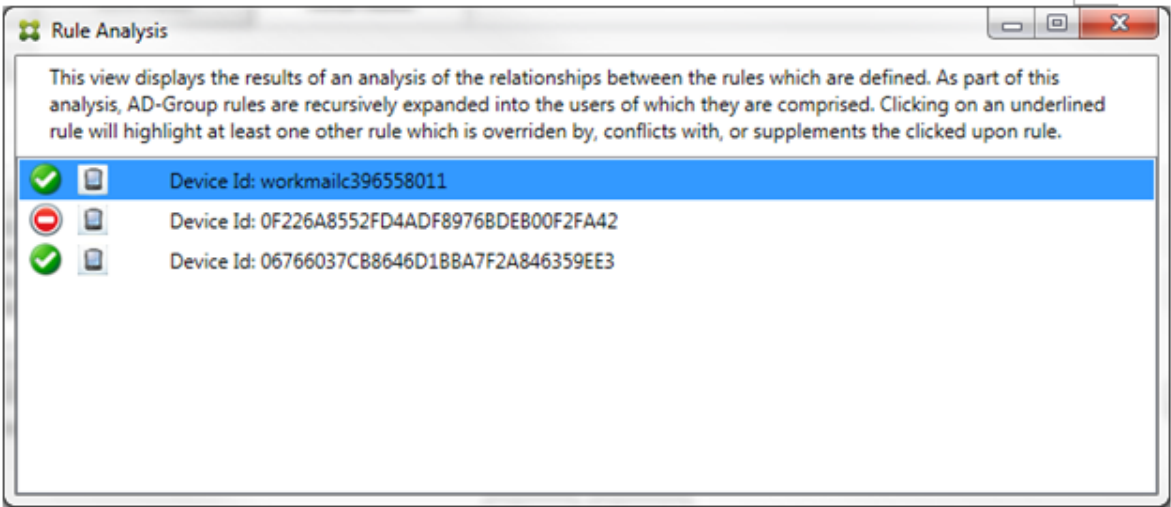 Rule Analysis
This view displays the results of an analysis of the relationships between the rules which are defined. As part of this
analysis, AD-Group rules are recursively expanded into the users of which they are comprised. Clicking on an underlined
rule will highlight at least one other rule which is overriden by, conflicts with, or supplements the clicked upon rule.
Device Id: workmailc396558011
Device Id: 0F226A8552FD4ADF8976BDEB00F2FA42
Device Id: 06766037CB8646D1BBA7F2A846359EE3